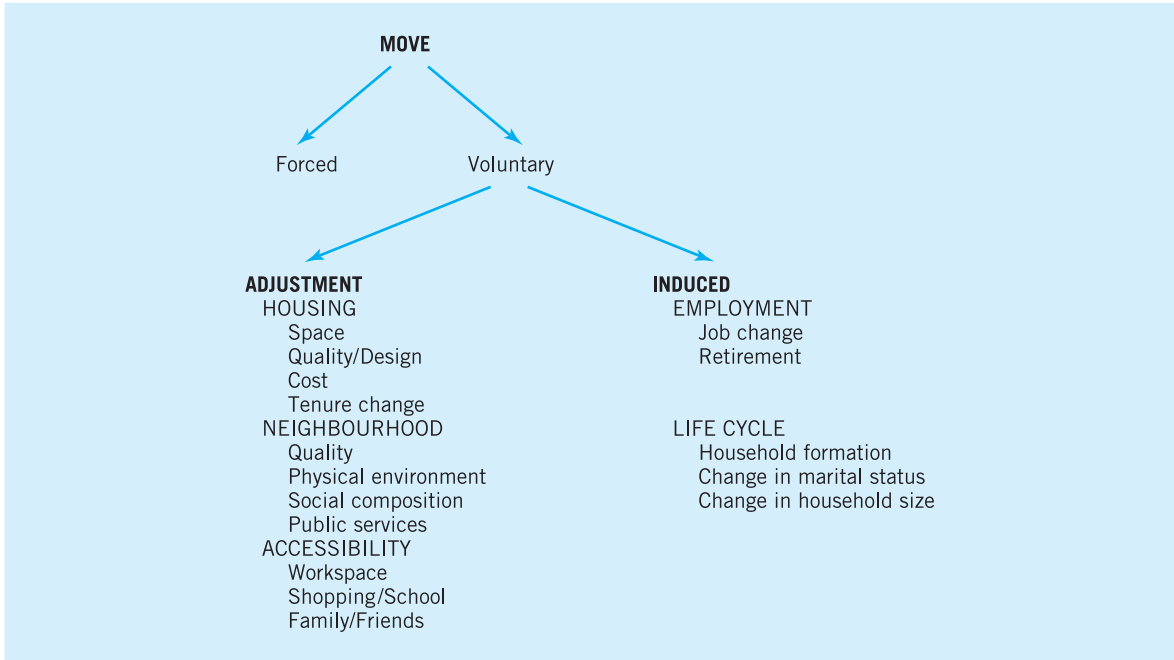 MOVE
Forced
Voluntary
ADJUSTMENT
HOUSING
Space
Quality/Design
Cost
Tenure change
NEIGHBOURHOOD
Quality
Physical environment
Social composition
Public services
ACCESSIBILITY
Workspace
Shopping/School
Family/Friends
INDUCED
EMPLOYMENT
Job change
Retirement
LIFE CYCLE
Household formation
Change in marital status
Change in household size